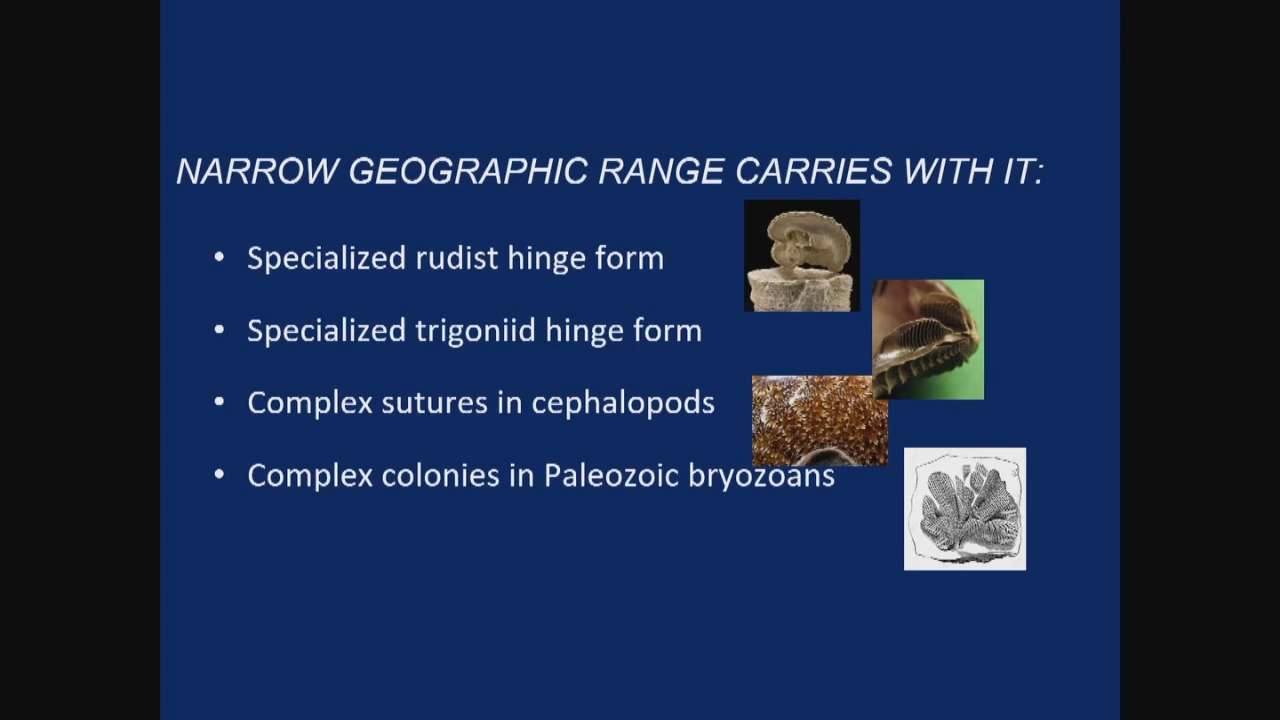 NARROW GEOGRAPHIC RANGE CARRIES WITH IT:
• Specialized rudist hinge form
• Specialized trigoniid hinge form
• Complex sutures in cephalopods
• Complex colonies in Paleozoic bryozoans